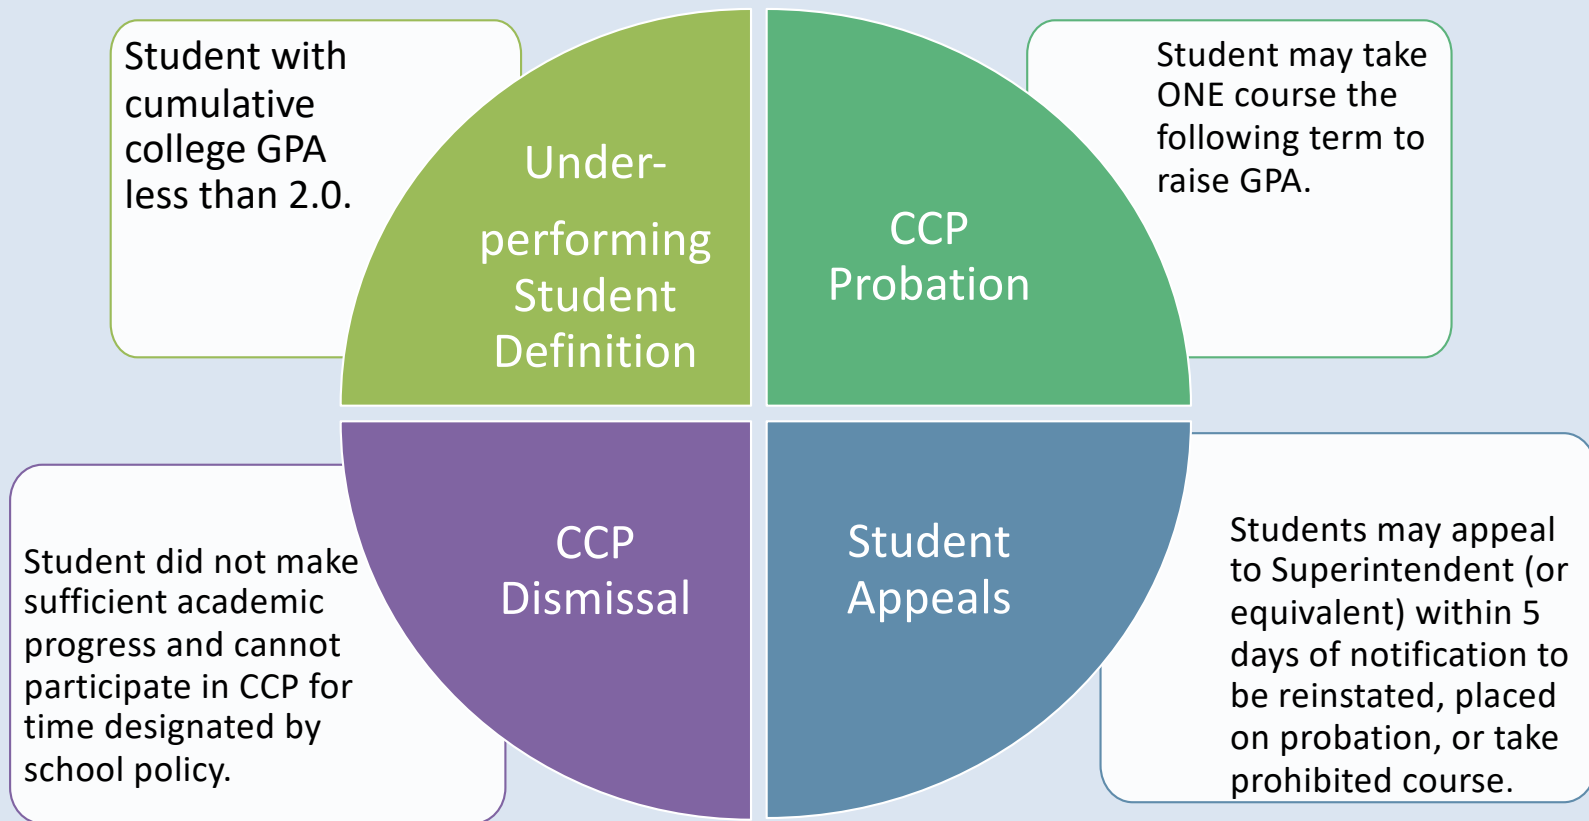 Student with
cumulative
college GPA
less than 2.0.
Under-
performing
Student
Definition
Student may take
ONE course the
following term to
raise GPA.
CCP
Probation
Student did not make
sufficient academic
progress and cannot
participate in CCP for
time designated by
school policy.
CCP
Dismissal
Student
Appeals
Students may appeal
to Superintendent (or
equivalent) within 5
days of notification to
be reinstated, placed
on probation, or take
prohibited course.